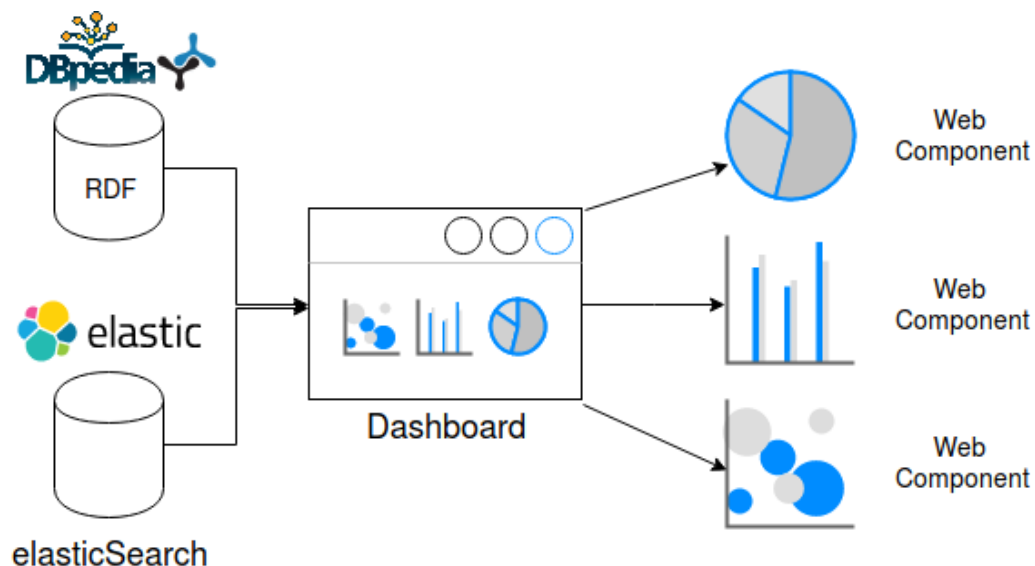 DBpedia
RDF
elastic
elasticSearch
Dashboard
Web
Component
Web
Component
Web
Component